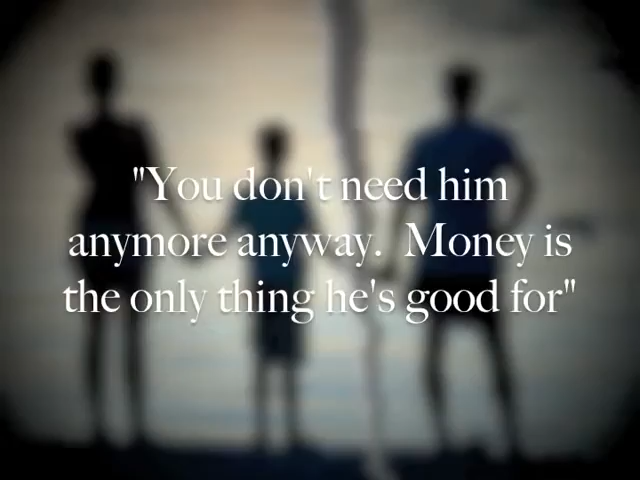 "You don't need him
anymore anyway.  Money is
the only thing he's good for"